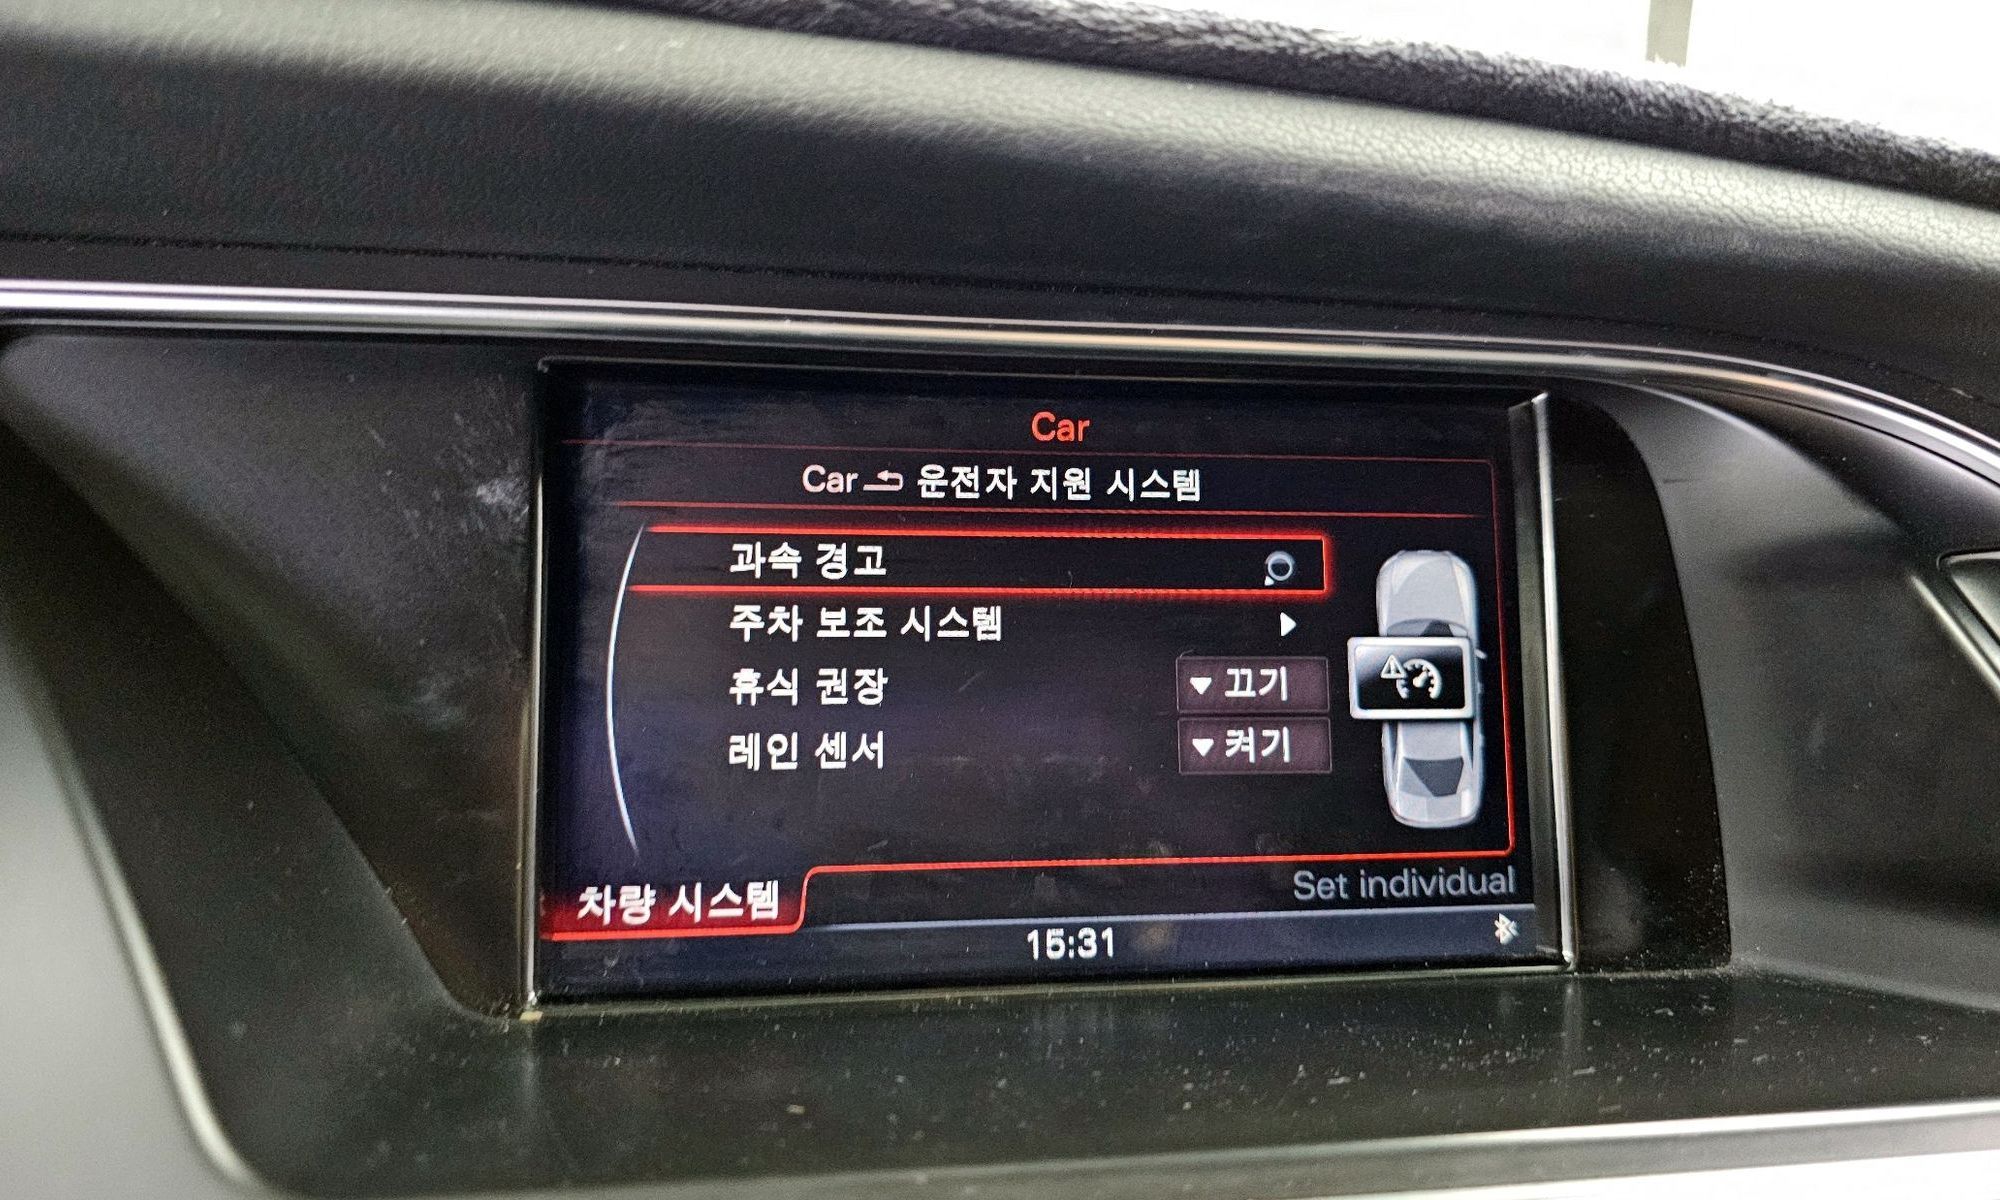 Car
Car 운전자 지원 시스템
과속 경고
주차 보조 시스템
휴식 권장 끄기
레인 센서 켜기
Set individual
차량 시스템
15:31